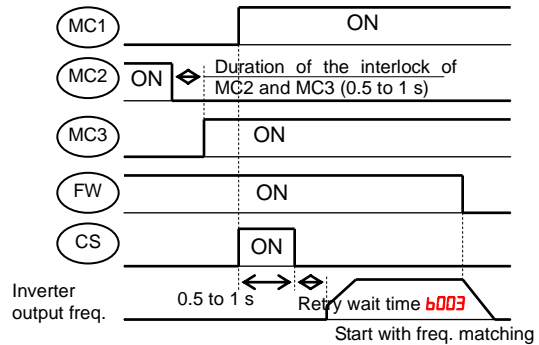 MC1
ON
MC2
ON
Duration of the interlock of
MC2 and MC3 (0.5 to 1 s)
MC3
ON
FW
ON
CS
ON
Inverter
output freq.
0.5 to 1 s
Retry wait time b003
Start with freq. matching